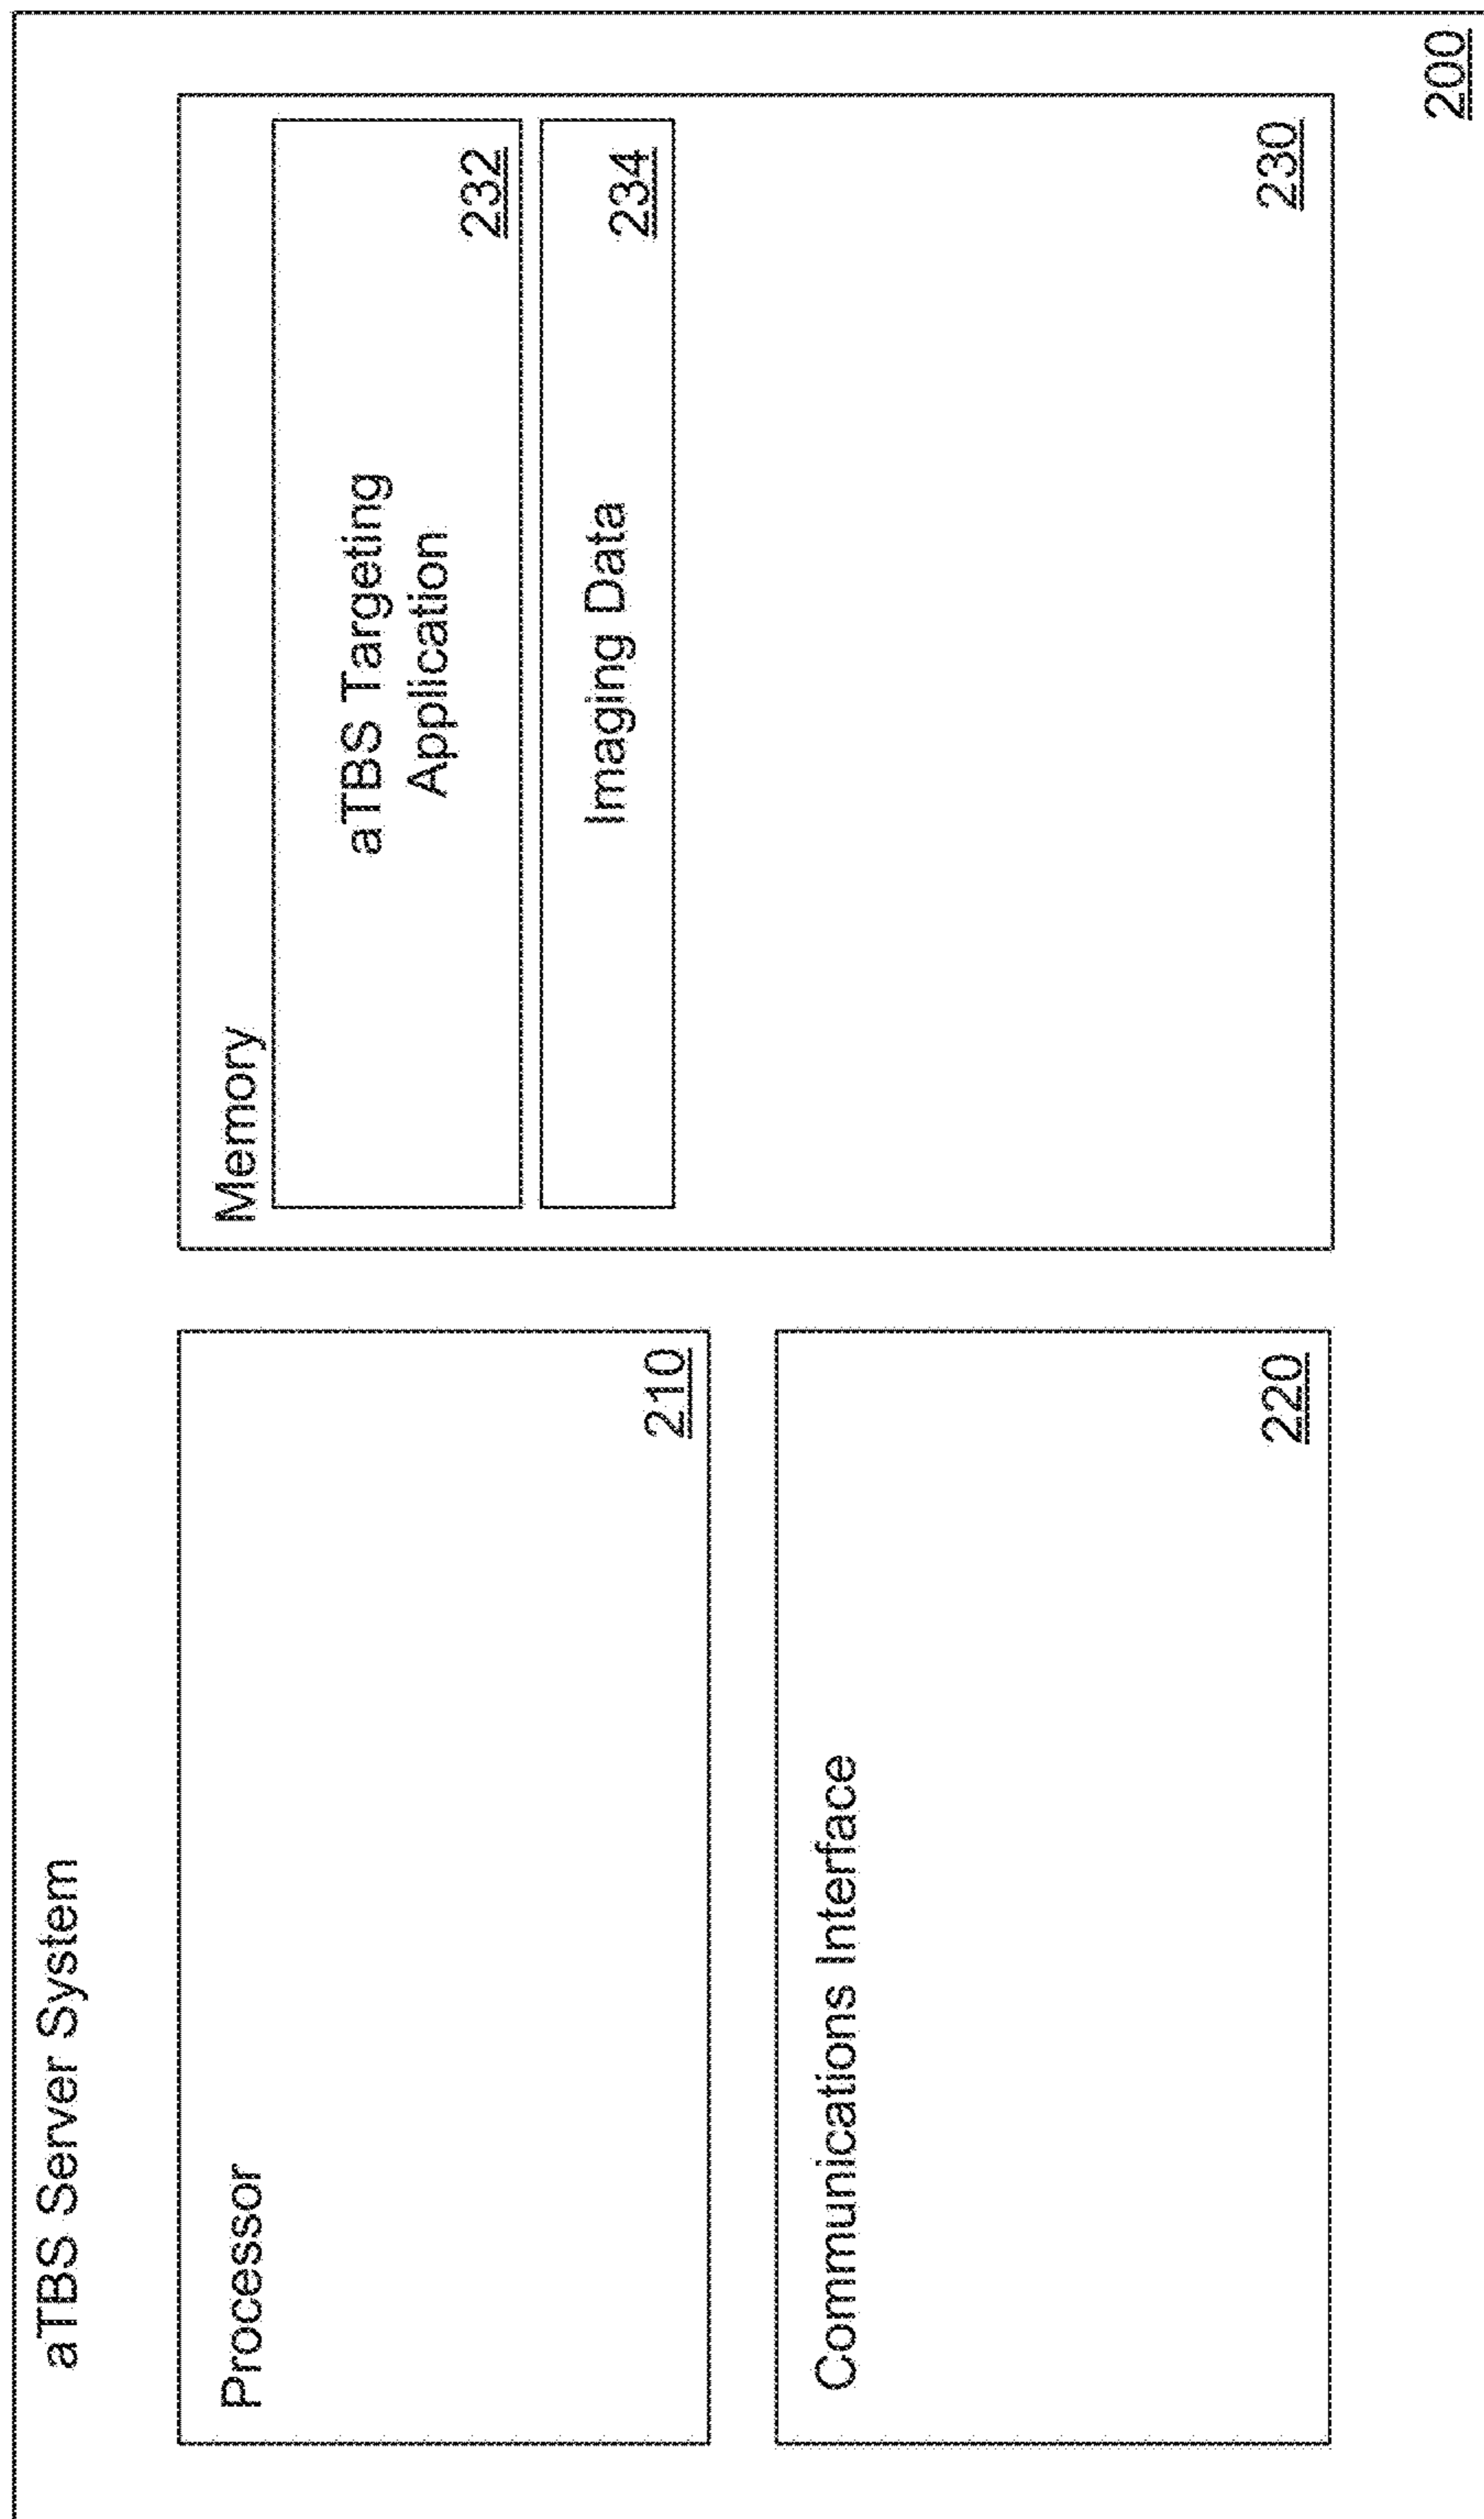 aTBS Server System
Processor
210
Communications Interface
220
Memory
aTBS Targeting
Application
232
Imaging Data
234
230
200